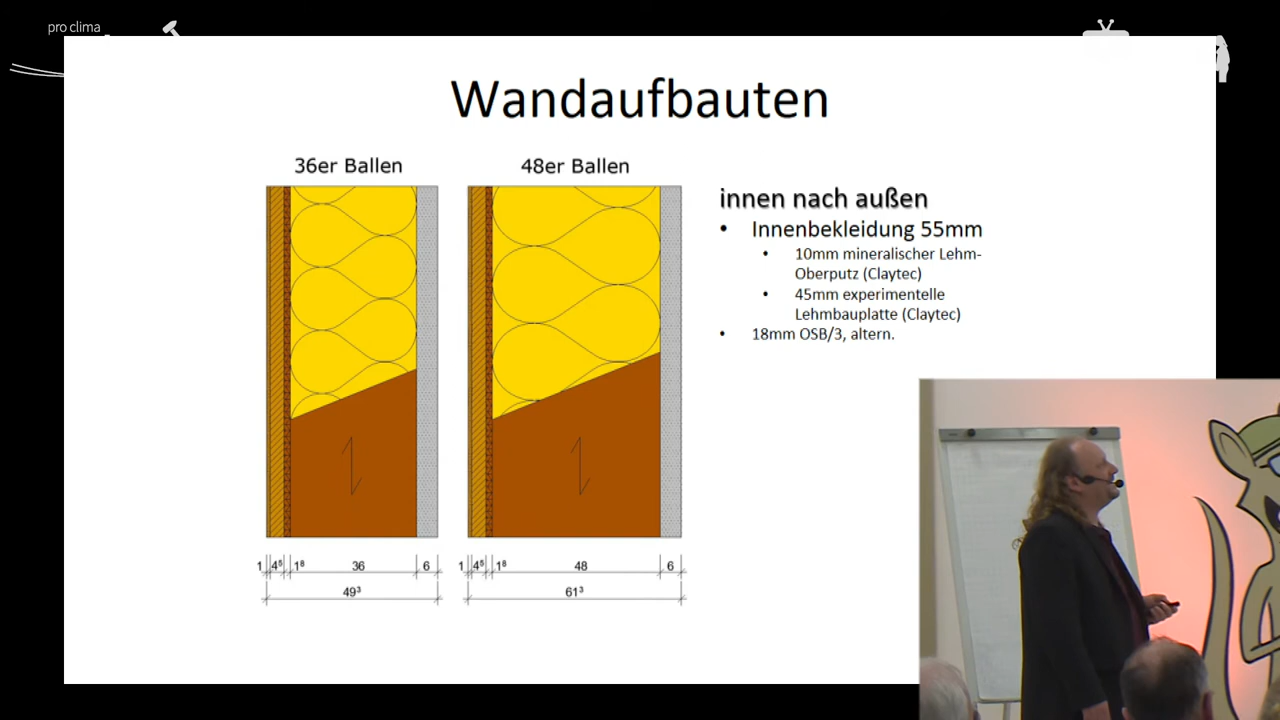 pro clima
Wandaufbauten
36er Ballen
48er Ballen
innen nach außen
• Innenbekleidung 55mm
• 10mm mineralischer Lehm-
Oberputz (Claytec)
• 45mm experimentelle
Lehmbauplatte (Claytec)
• 18mm OSB/3, altern.
1 4⁵ 1⁸ 36 6
49³
1 4⁵ 1⁸ 48 6
61³